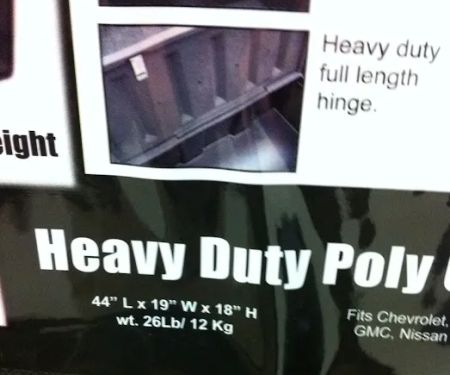 Heavy duty
full length
hinge.
eight
Heavy Duty Poly
44" L x 19" W x 18" H
wt. 26Lb/ 12 Kg
Fits Chevrolet,
GMC, Nissan